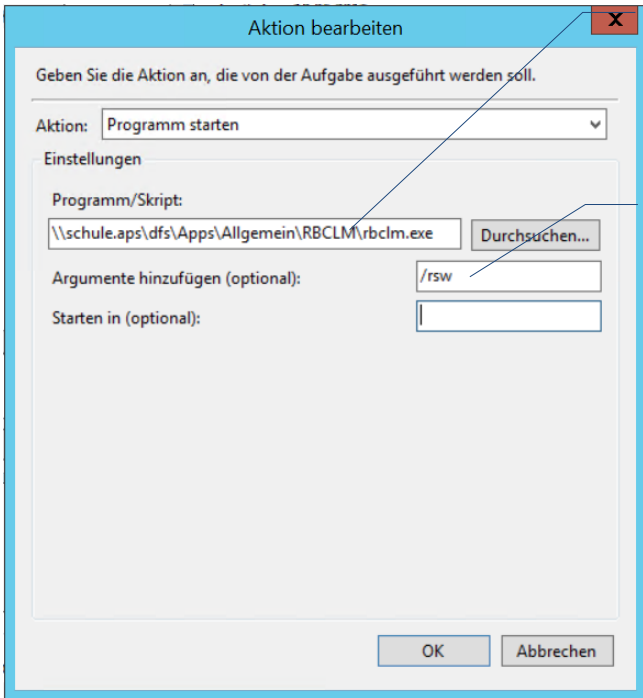 Aktion bearbeiten
X
Geben Sie die Aktion an, die von der Aufgabe ausgeführt werden soll.
Aktion: Programm starten
Einstellungen
Programm/Skript:
\\schule.aps\dfs\Apps\Allgemein\RBCLM\rbclm.exe Durchsuchen...
Argumente hinzufügen (optional): /rsw
Starten in (optional):
OK Abbrechen